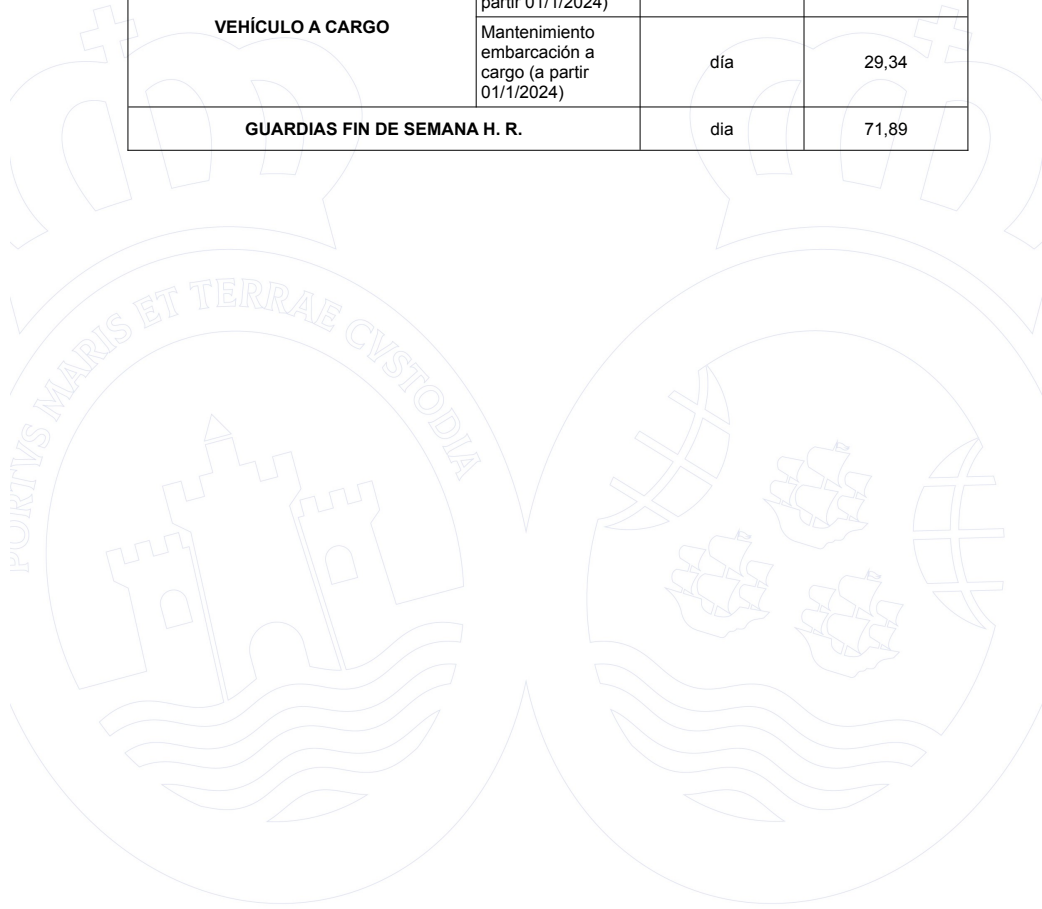 partir 01/1/2024)
VEHÍCULO A CARGO
Mantenimiento
embarcación a
cargo (a partir
01/1/2024)
día
29,34
GUARDIAS FIN DE SEMANA H. R.
dia
71,89
PORTVS MARIS ET TERRAE CVSTODIA